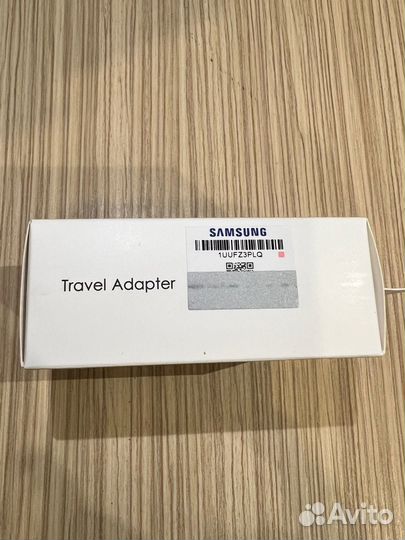 SAMSUNG
1UUFZ3PLQ
Travel Adapter
Avito